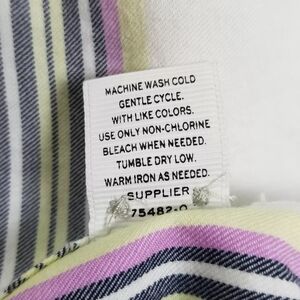 MACHINE WASH COLD
GENTLE CYCLE.
WITH LIKE COLORS.
USE ONLY NON-CHLORINE
BLEACH WHEN NEEDED.
TUMBLE DRY LOW.
WARM IRON AS NEEDED.
SUPPLIER
75482-0